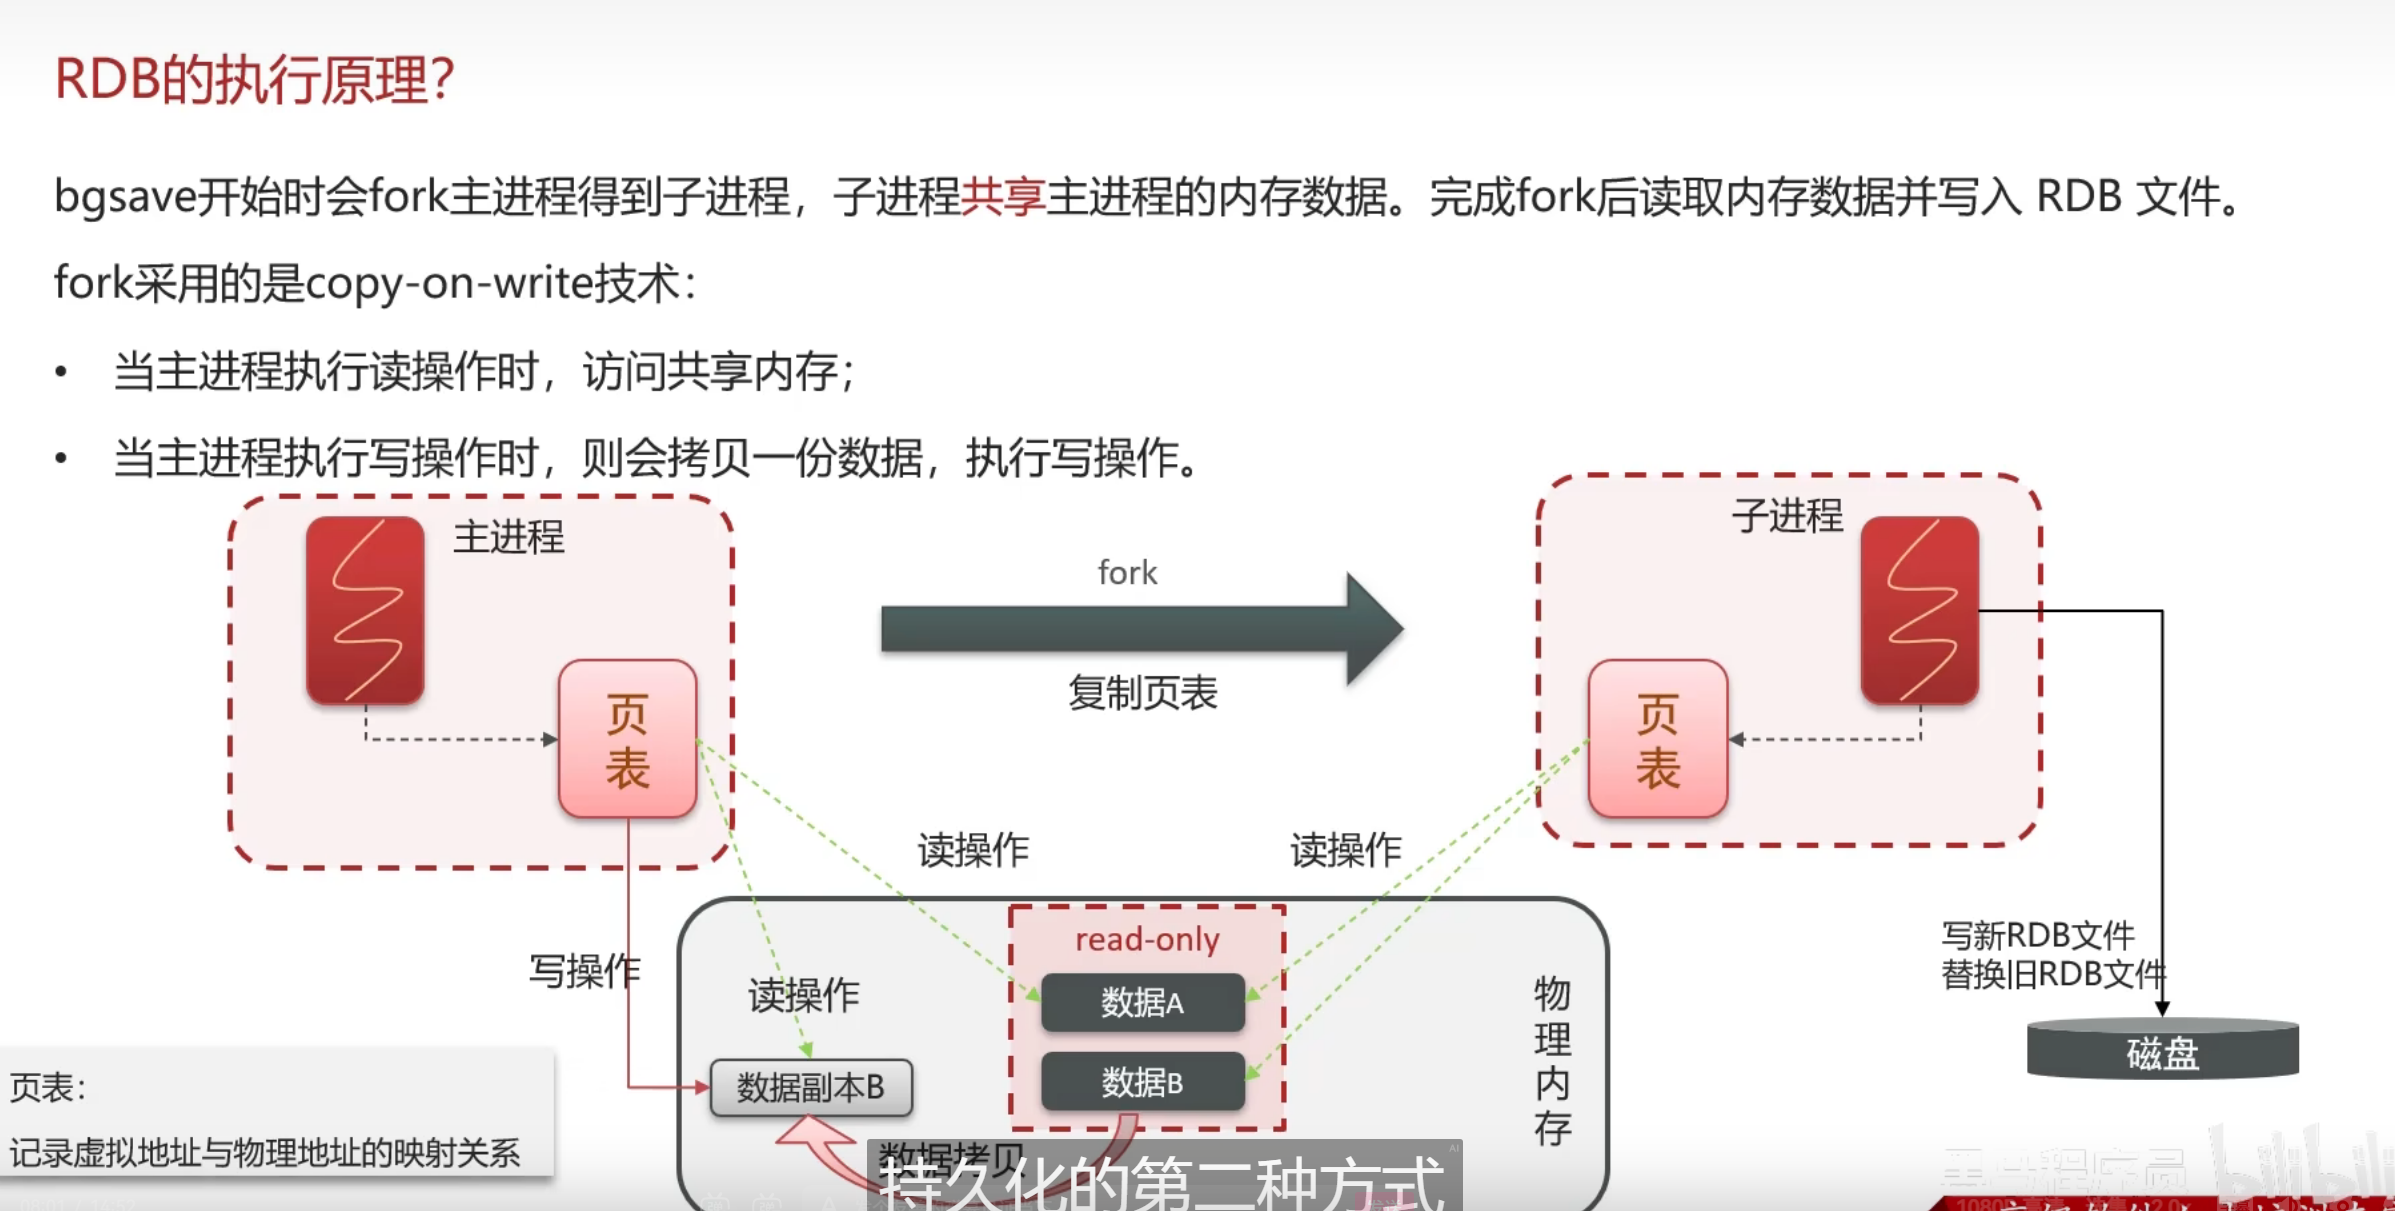 RDB的执行原理？
bgsave开始时会fork主进程得到子进程，子进程共享主进程的内存数据。完成fork后读取内存数据并写入 RDB 文件。
fork采用的是copy-on-write技术：
• 当主进程执行读操作时，访问共享内存；
• 当主进程执行写操作时，则会拷贝一份数据，执行写操作。
主进程
子进程
fork
复制页表
页表
页表
读操作
读操作
read-only
写操作
读操作
数据A
数据B
数据副本B
物理内存
写新RDB文件
替换旧RDB文件
磁盘
页表：
记录虚拟地址与物理地址的映射关系
数据拷贝
持久化的第二种方式
AI
黑马程序员
bilibili